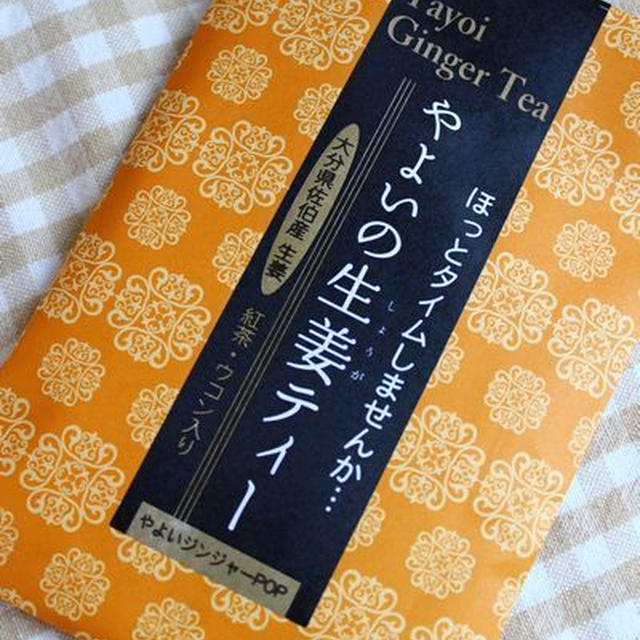 Yayoi
Ginger Tea
ほっとタイムしませんか…
やよいの生姜ティー
しょうが
大分県佐伯産 生姜
紅茶・ウコン入り
やよいジンジャーPOP